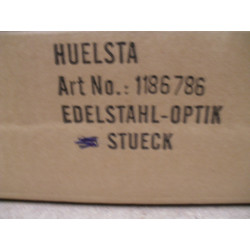 HUELSTA
Art No.: 1186786
EDELSTAHL-OPTIK
STUECK